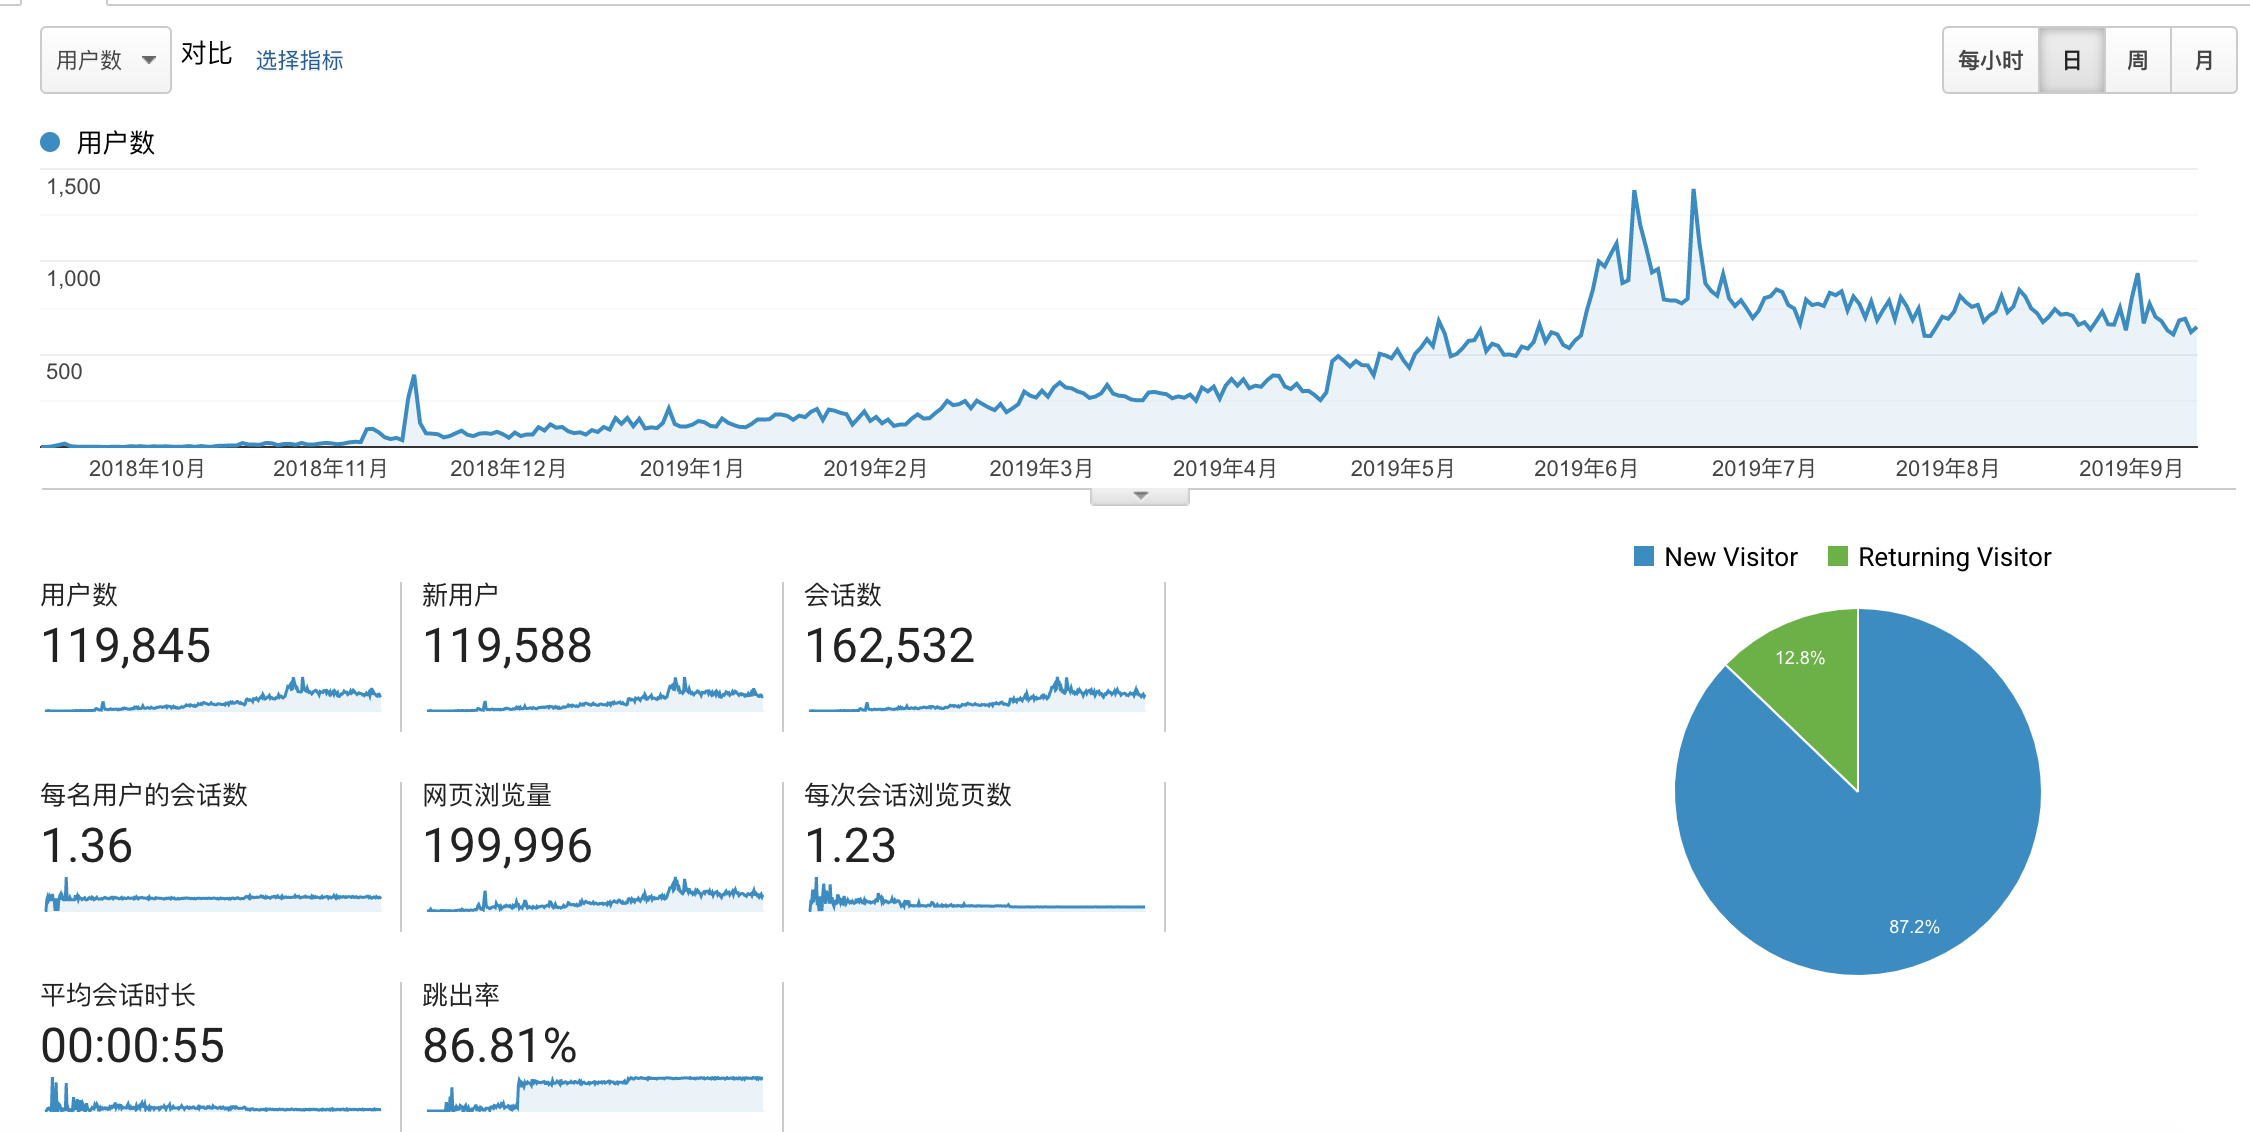 用户数 对比 选择指标 每小时 日 周 月
用户数
1,500
1,000
500
2018年10月 2018年11月 2018年12月 2019年1月 2019年2月 2019年3月 2019年4月 2019年5月 2019年6月 2019年7月 2019年8月 2019年9月
New Visitor Returning Visitor
用户数 新用户 会话数
119,845 119,588 162,532
12.8%
每名用户的会话数 网页浏览量 每次会话浏览页数
1.36 199,996 1.23
87.2%
平均会话时长 跳出率
00:00:55 86.81%